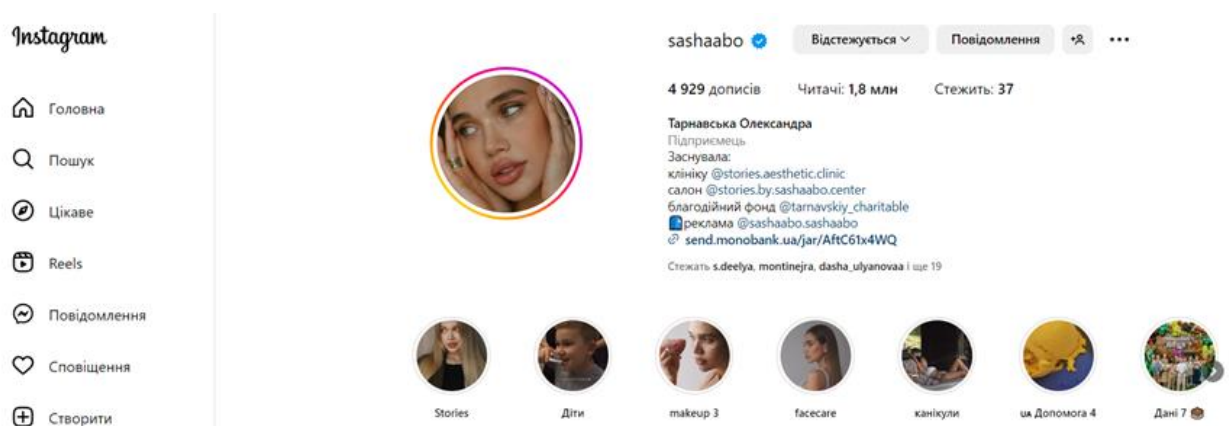 Instagram
Головна
Пошук
Цікаве
Reels
Повідомлення
Сповіщення
Створити
sashaabo Відстежується Повідомлення
4 929 дописів Читачі: 1,8 млн Стежить: 37
Тарнавська Олександра
Підприємець
Заснувала:
клініку @stories.aesthetic.clinic
салон @stories.by.sashaabo.center
благодійний фонд @tarnavskiy_charitable
реклама @sashaabo.sashaabo
send.monobank.ua/jar/AftC61x4WQ
Стежать s.deelya, montinejra, dasha_ulyanovaa і ще 19
Stories Діти makeup 3 facecare канікули UA Допомога 4 Дані 7